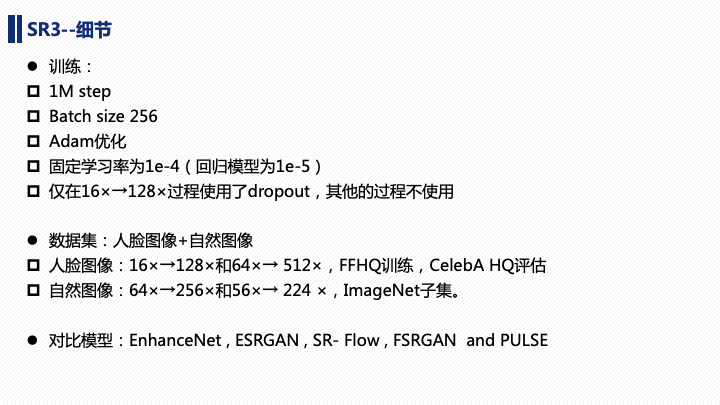 SR3--细节
● 训练：
□ 1M step
□ Batch size 256
□ Adam优化
□ 固定学习率为1e-4（回归模型为1e-5）
□ 仅在16×→128×过程使用了dropout，其他的过程不使用
● 数据集：人脸图像+自然图像
□ 人脸图像：16×→128×和64×→ 512×，FFHQ训练，CelebA HQ评估
□ 自然图像：64×→256×和56×→ 224 ×，ImageNet子集。
● 对比模型：EnhanceNet , ESRGAN , SR- Flow , FSRGAN  and PULSE